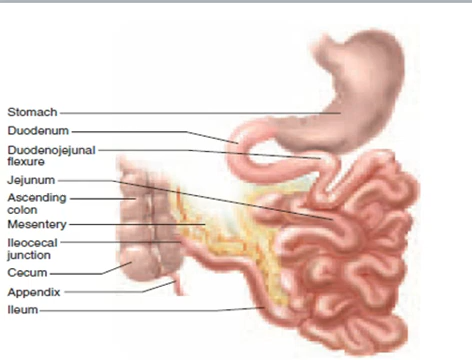 Stomach
Duodenum
Duodenojejunal
flexure
Jejunum
Ascending
colon
Mesentery
Ileocecal
junction
Cecum
Appendix
Ileum